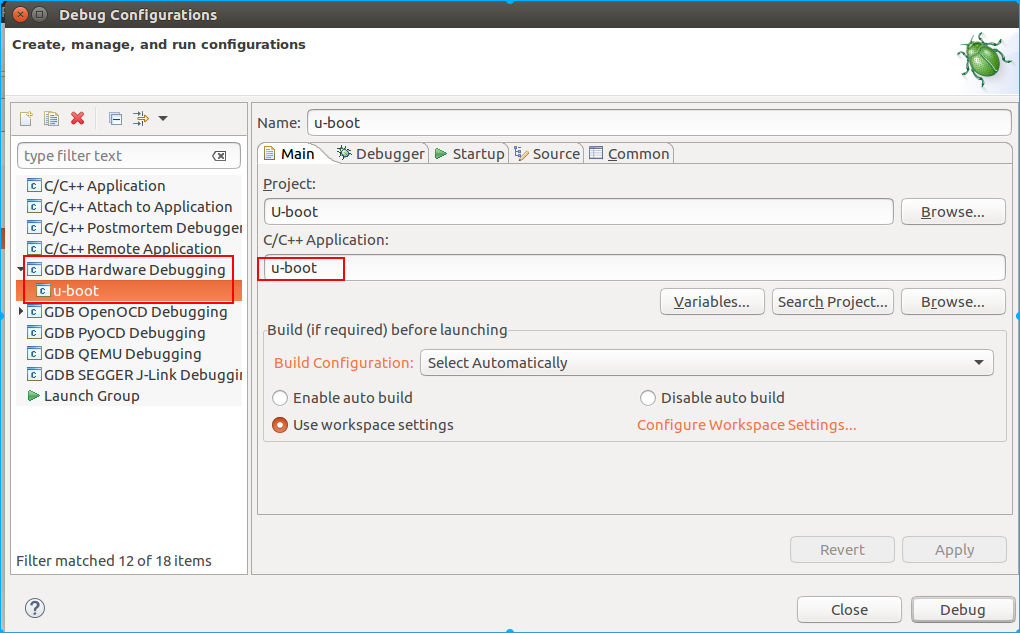 Debug Configurations
Create, manage, and run configurations
type filter text
C/C++ Application
C/C++ Attach to Application
C/C++ Postmortem Debugger
C/C++ Remote Application
GDB Hardware Debugging
u-boot
GDB OpenOCD Debugging
GDB PyOCD Debugging
GDB QEMU Debugging
GDB SEGGER J-Link Debuggin
Launch Group
Filter matched 12 of 18 items
Name: u-boot
Main Debugger Startup Source Common
Project:
U-boot Browse...
C/C++ Application:
u-boot
Variables... Search Project... Browse...
Build (if required) before launching
Build Configuration: Select Automatically
Enable auto build Disable auto build
Use workspace settings Configure Workspace Settings...
Revert Apply
Close Debug